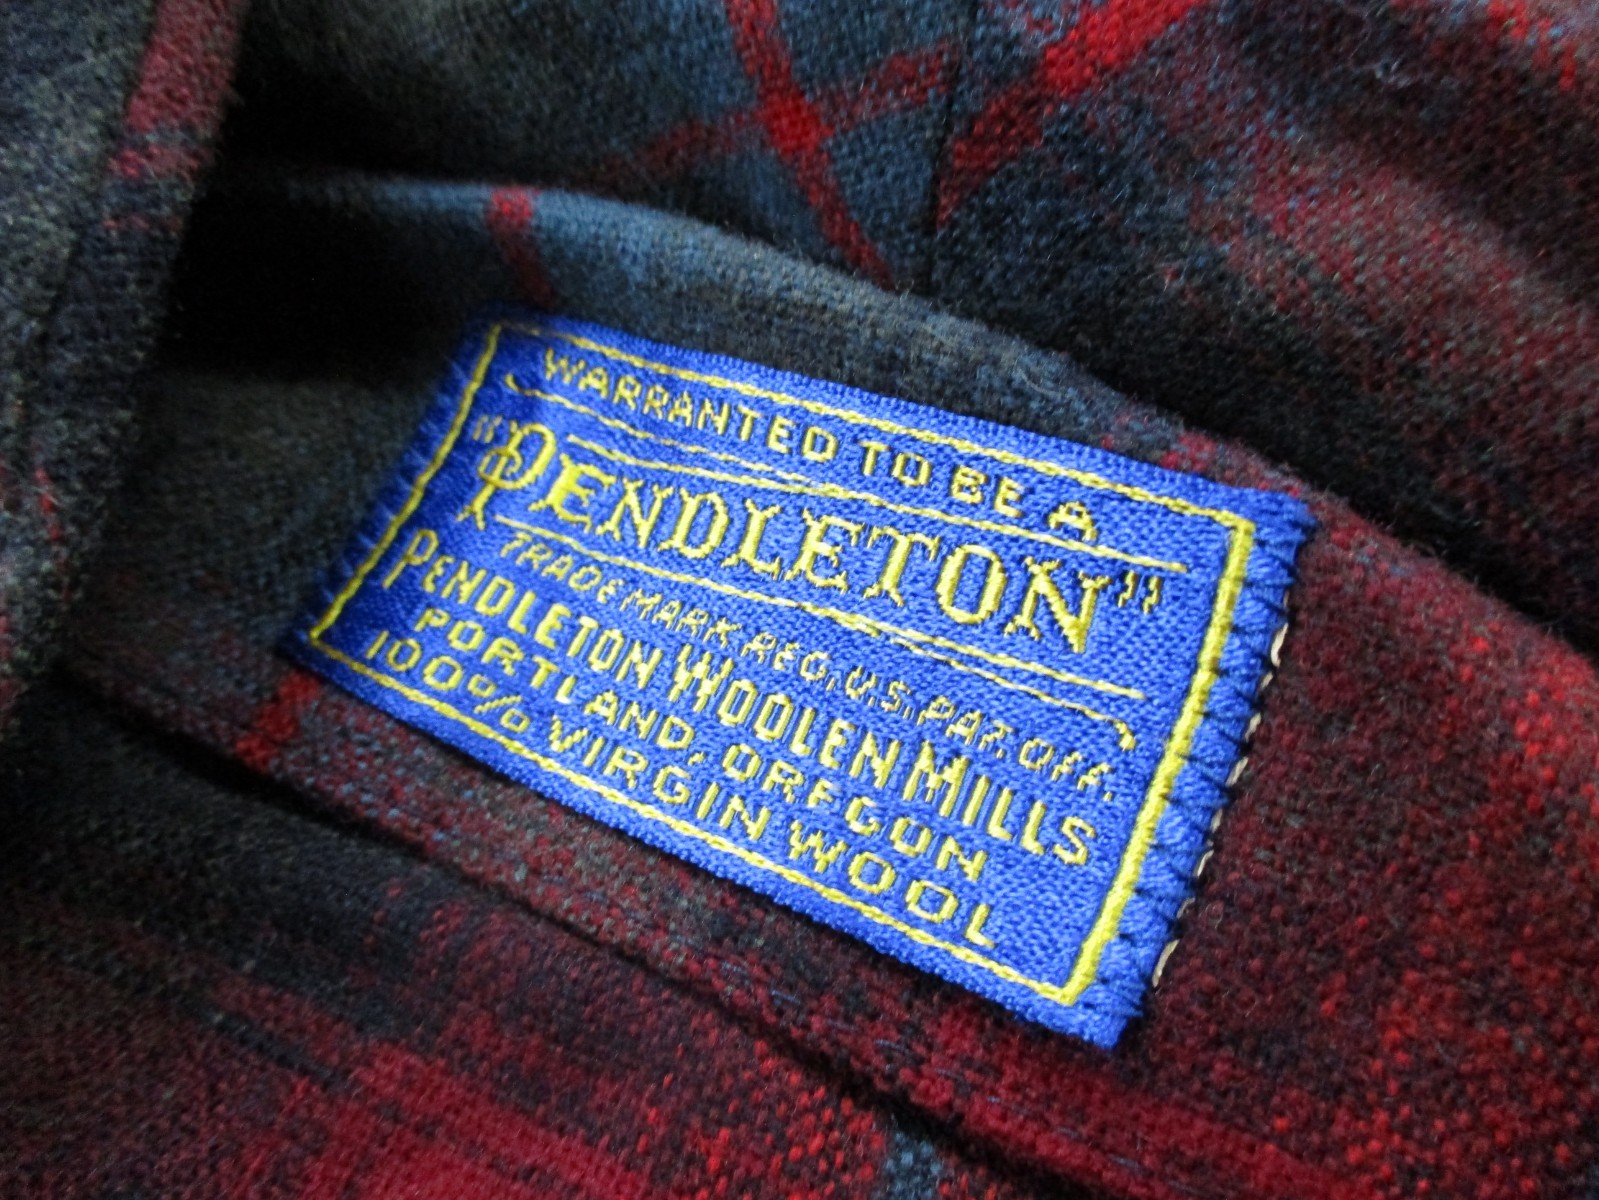 WARRANTED TO BE A
"PENDLETON"
TRADE MARK REG. U.S. PAT. OFF.
PENDLETON WOOLEN MILLS
PORTLAND, OREGON
100% VIRGIN WOOL